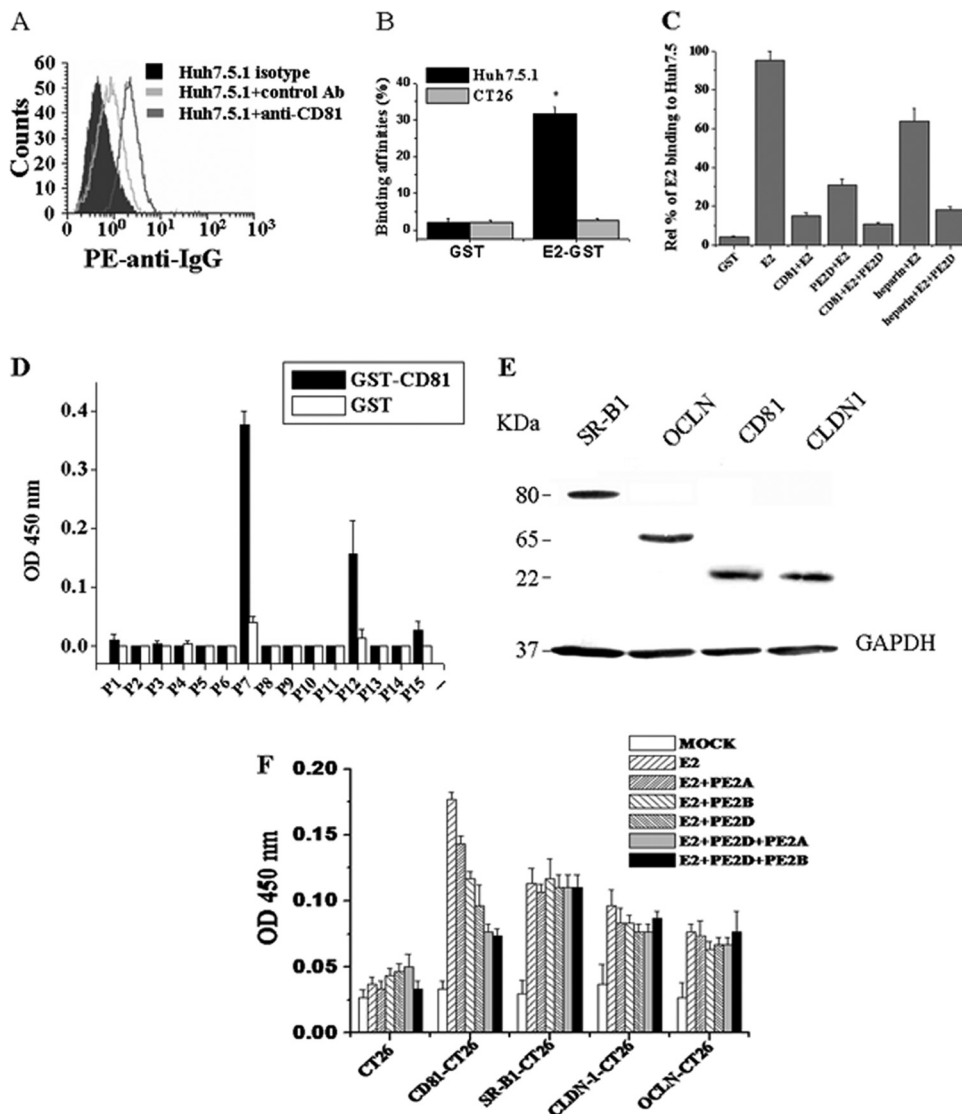 A
60
50
40
30
20
10
0
Counts
10⁰ 10¹ 10² 10³
PE-anti-IgG
Huh7.5.1 isotype
Huh7.5.1+control Ab
Huh7.5.1+anti-CD81
B
Huh7.5.1
CT26
Binding affinities (%)
40
30
20
10
0
*
GST E2-GST
C
Rel % of E2 binding to Huh7.5
100
80
60
40
20
0
GST
E2
CD81+E2
PE2D+E2
CD81+E2+PE2D
heparin+E2
heparin+E2+PE2D
D
GST-CD81
GST
OD 450 nm
0.4
0.3
0.2
0.1
0.0
P1 P2 P3 P4 P5 P6 P7 P8 P9 P10 P11 P12 P13 P14 P15 –
E
KDa
SR-B1 OCLN CD81 CLDN1
80
65
22
37
GAPDH
F
MOCK
E2
E2+PE2A
E2+PE2B
E2+PE2D
E2+PE2D+PE2A
E2+PE2D+PE2B
OD 450 nm
0.20
0.15
0.10
0.05
0.00
CT26
CD81-CT26
SR-B1-CT26
CLDN-1-CT26
OCLN-CT26